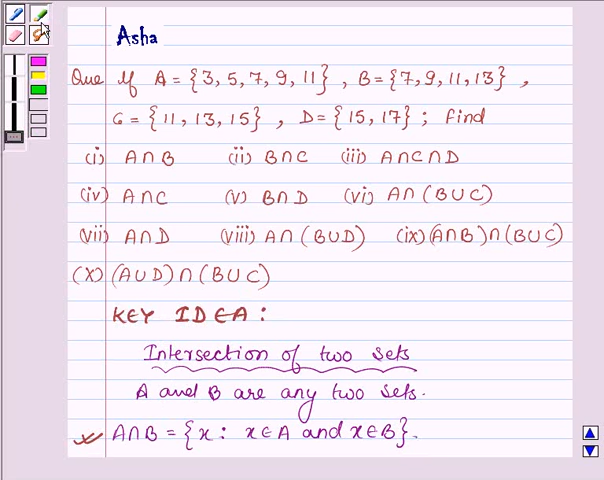 Asha
Que If A = {3, 5, 7, 9, 11} , B = {7, 9, 11, 13} ,
C = {11, 13, 15} , D = {15, 17} ; find
(i) A∩B (ii) B∩C (iii) A∩C∩D
(iv) A∩C (v) B∩D (vi) A∩(B∪C)
(vii) A∩D (viii) A∩(B∪D) (ix) (A∩B)∩(B∪C)
(x) (A∪D)∩(B∪C)
KEY IDEA :
Intersection of two sets
A and B are any two sets.
A∩B = {x : x∈A and x∈B}.